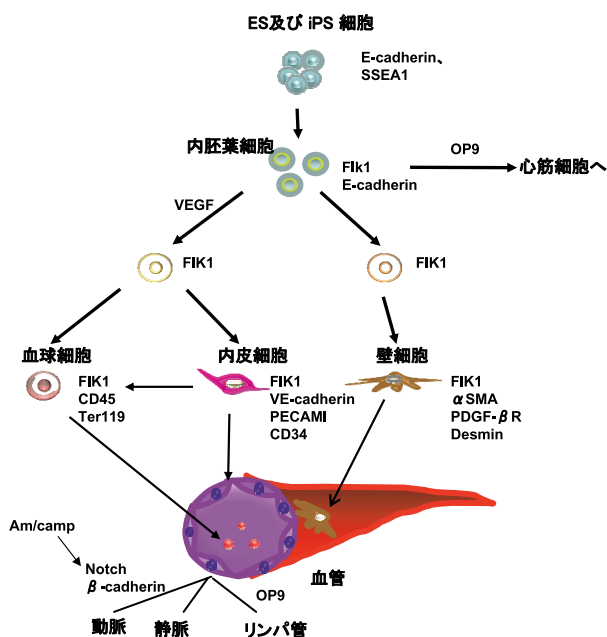 ES及び iPS 細胞
E-cadherin、
SSEA1
内胚葉細胞
Flk1
E-cadherin
OP9
心筋細胞へ
VEGF
FIK1
FIK1
血球細胞
FIK1
CD45
Ter119
内皮細胞
FIK1
VE-cadherin
PECAMI
CD34
壁細胞
FIK1
αSMA
PDGF-βR
Desmin
Am/camp
Notch
β-cadherin
OP9
血管
動脈
静脈
リンパ管